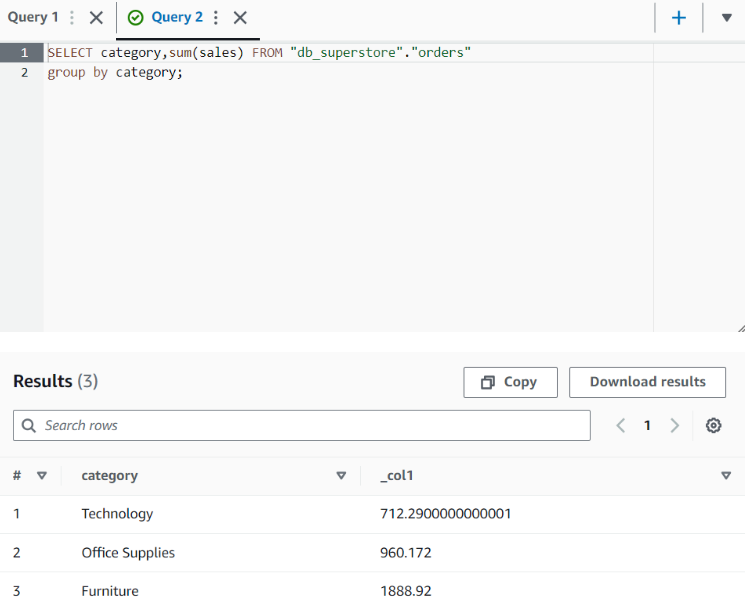 Query 1
Query 2
1 SELECT category,sum(sales) FROM "db_superstore"."orders"
2 group by category;
Results (3)
Copy
Download results
Search rows
1
# category _col1
1 Technology 712.2900000000001
2 Office Supplies 960.172
3 Furniture 1888.92